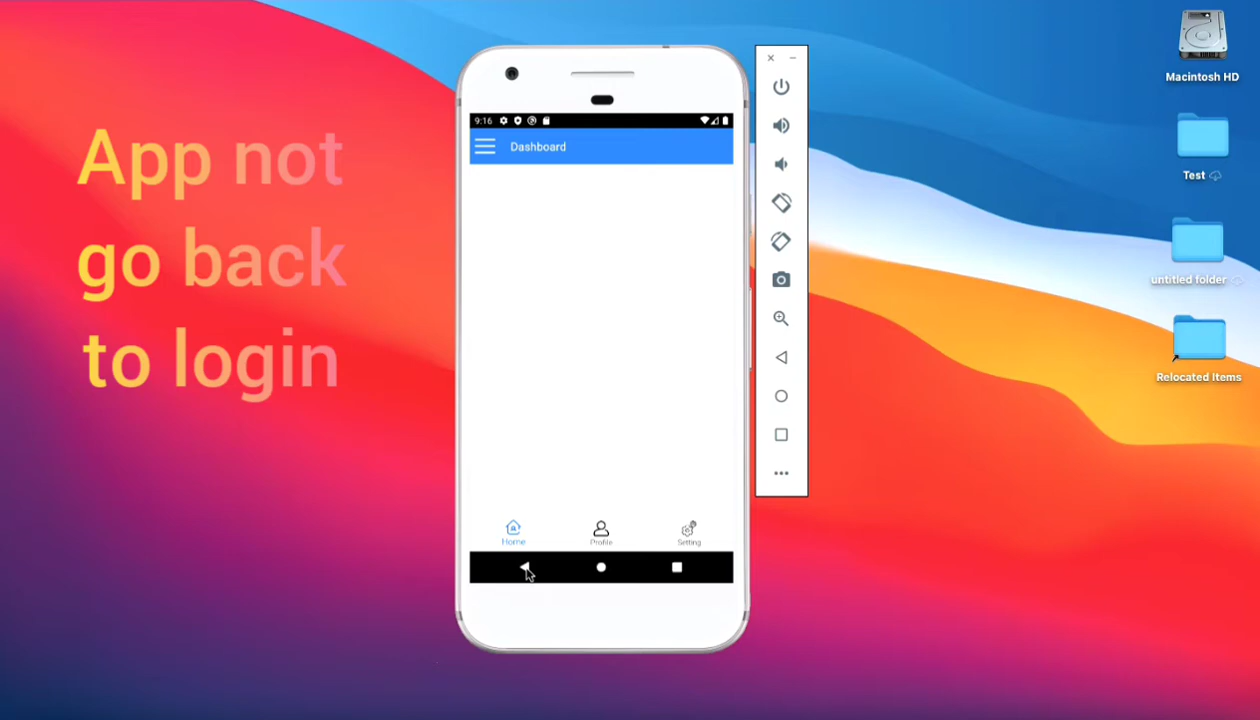 App not
go back
to login
9:16
Dashboard
Home
Profile
Setting
Macintosh HD
Test
untitled folder
Relocated Items